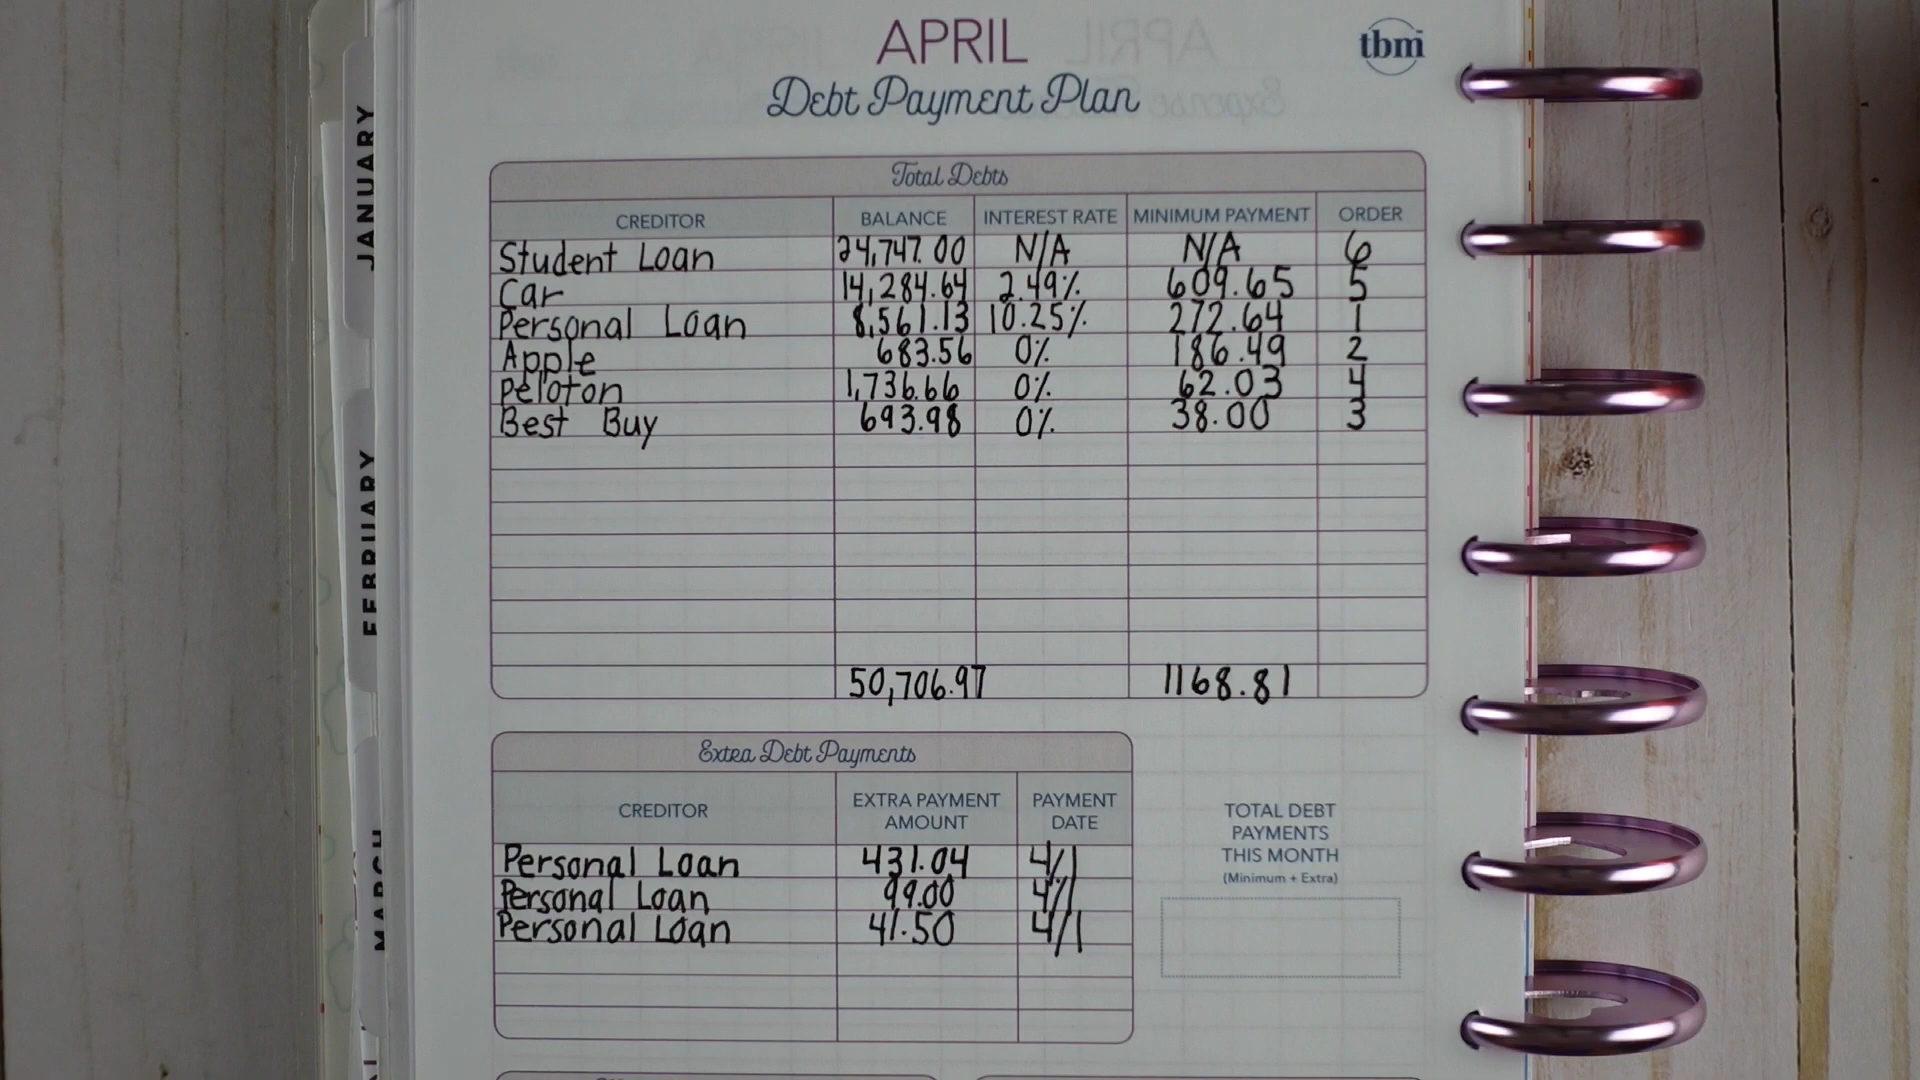 APRIL
tbm
Debt Payment Plan
Total Debts
CREDITOR BALANCE INTEREST RATE MINIMUM PAYMENT ORDER
Student Loan 24,747.00 N/A N/A 6
Car 14,284.64 2.49% 609.65 5
Personal Loan 8,561.13 10.25% 272.64 1
Apple 683.56 0% 186.49 2
Peloton 1,736.66 0% 62.03 4
Best Buy 693.98 0% 38.00 3
50,706.97 1168.81
Extra Debt Payments
CREDITOR EXTRA PAYMENT AMOUNT PAYMENT DATE
Personal Loan 431.04 4/1
Personal Loan 99.00 4/1
Personal Loan 41.50 4/1
TOTAL DEBT
PAYMENTS
THIS MONTH
(Minimum + Extra)
JANUARY
FEBRUARY
MARCH